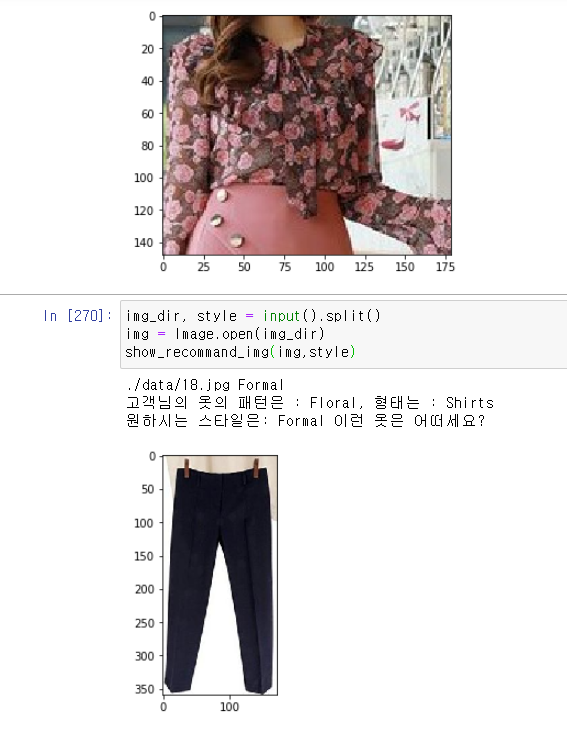 0
20
40
60
80
100
120
140
0 25 50 75 100 125 150 175
In [270]: img_dir, style = input().split()
img = Image.open(img_dir)
show_recommand_img(img,style)
./data/18.jpg Formal
고객님의 옷의 패턴은 : Floral, 형태는 : Shirts
원하시는 스타일은: Formal 이런 옷은 어떠세요?
0
50
100
150
200
250
300
350
0 100